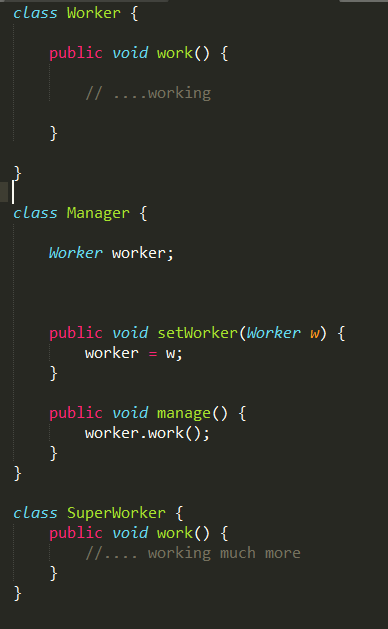 class Worker {
public void work() {
// ....working
}
}
class Manager {
Worker worker;
public void setWorker(Worker w) {
worker = w;
}
public void manage() {
worker.work();
}
}
class SuperWorker {
public void work() {
//.... working much more
}
}